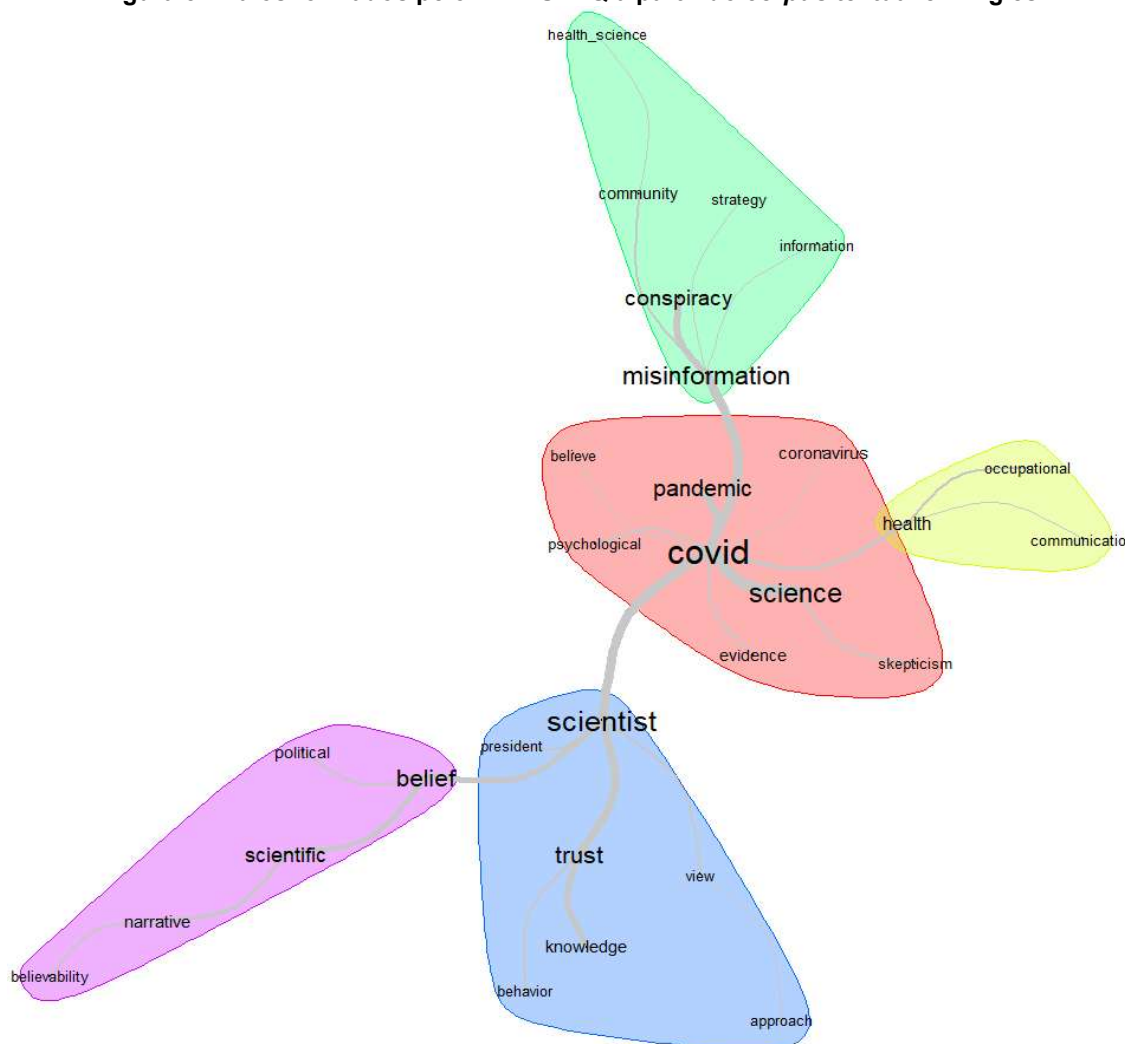 health_science
community
strategy
information
conspiracy
misinformation
believe
coronavirus
pandemic
occupational
health
psychological
covid
communicatio
science
evidence
skepticism
scientist
president
political
belief
scientific
trust
view
narrative
knowledge
believability
behavior
approach